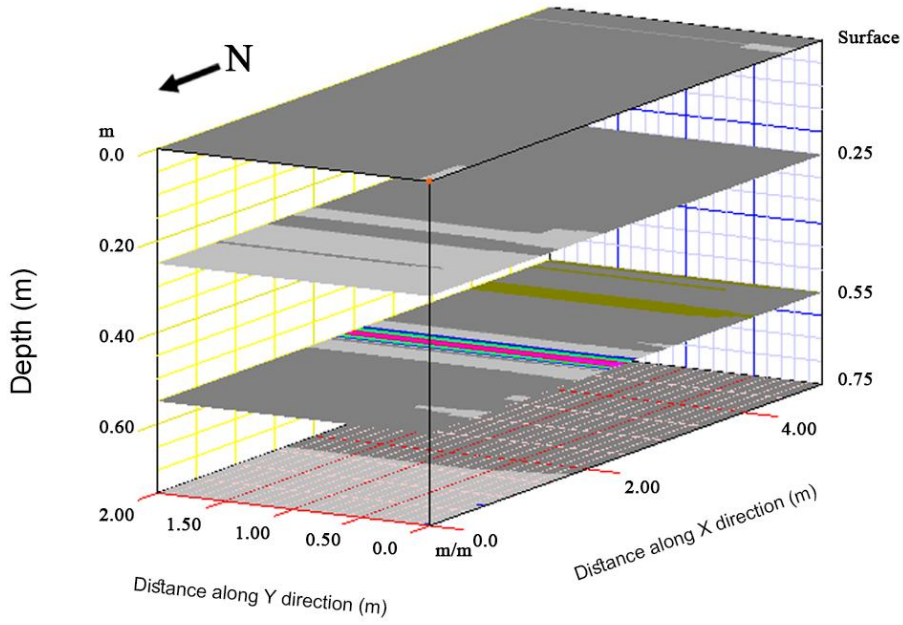 Surface
N
m
0.0
0.25
0.20
Depth (m)
0.55
0.40
0.75
0.60
4.00
2.00
2.00
1.50
1.00
0.50
0.0
m/m
0.0
Distance along X direction (m)
Distance along Y direction (m)